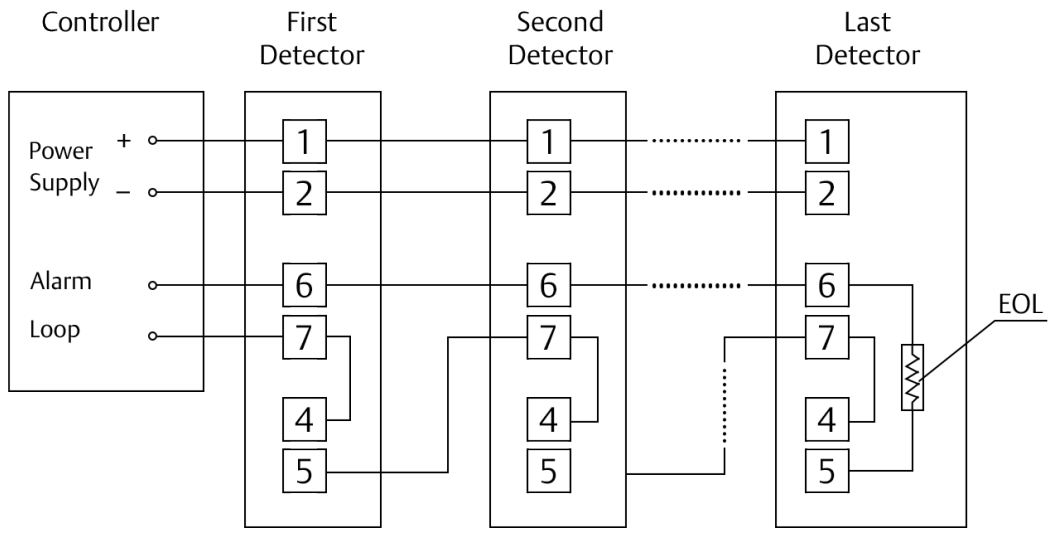 Controller
First
Detector
Second
Detector
Last
Detector
Power
Supply
+
–
Alarm
Loop
1
2
6
7
4
5
1
2
6
7
4
5
1
2
6
7
4
5
EOL